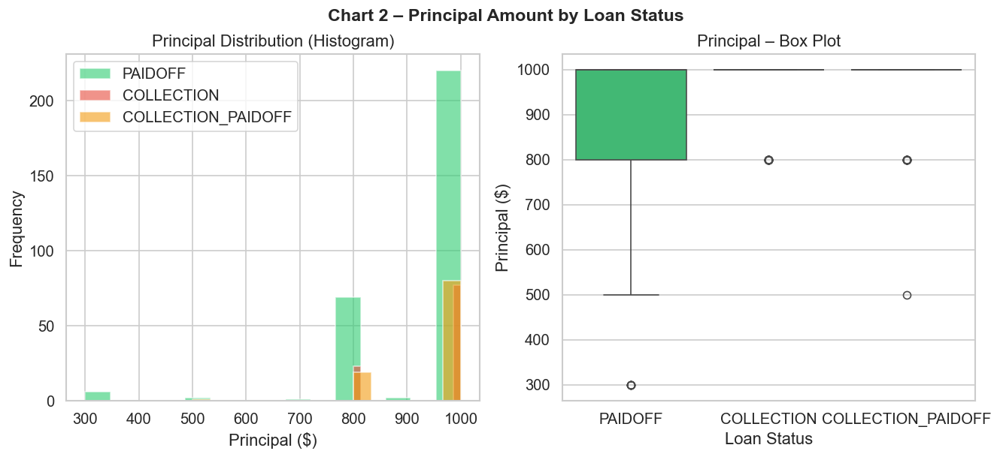 Chart 2 – Principal Amount by Loan Status
Principal Distribution (Histogram)
PAIDOFF
COLLECTION
COLLECTION_PAIDOFF
200
150
100
50
0
Frequency
300 400 500 600 700 800 900 1000
Principal ($)
Principal – Box Plot
1000
900
800
700
600
500
400
300
Principal ($)
PAIDOFF COLLECTION COLLECTION_PAIDOFF
Loan Status